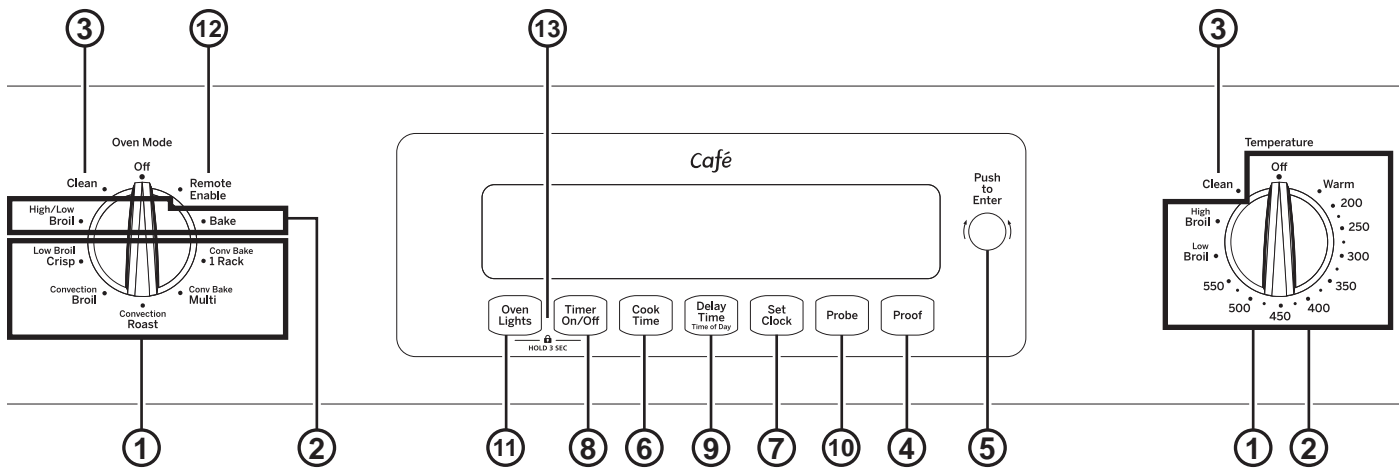 3
12
13
3
Oven Mode
Off
Clean
Remote
Enable
High/Low
Broil
Bake
Low Broil
Crisp
Conv Bake
1 Rack
Convection
Broil
Conv Bake
Multi
Convection
Roast
Café
Push
to
Enter
Oven
Lights
Timer
On/Off
Cook
Time
Delay
Time
Time of Day
Set
Clock
Probe
Proof
HOLD 3 SEC
Temperature
Off
Clean
Warm
High
Broil
200
250
Low
Broil
300
550
350
500
400
450
1
2
11
8
6
9
7
10
4
5
1
2